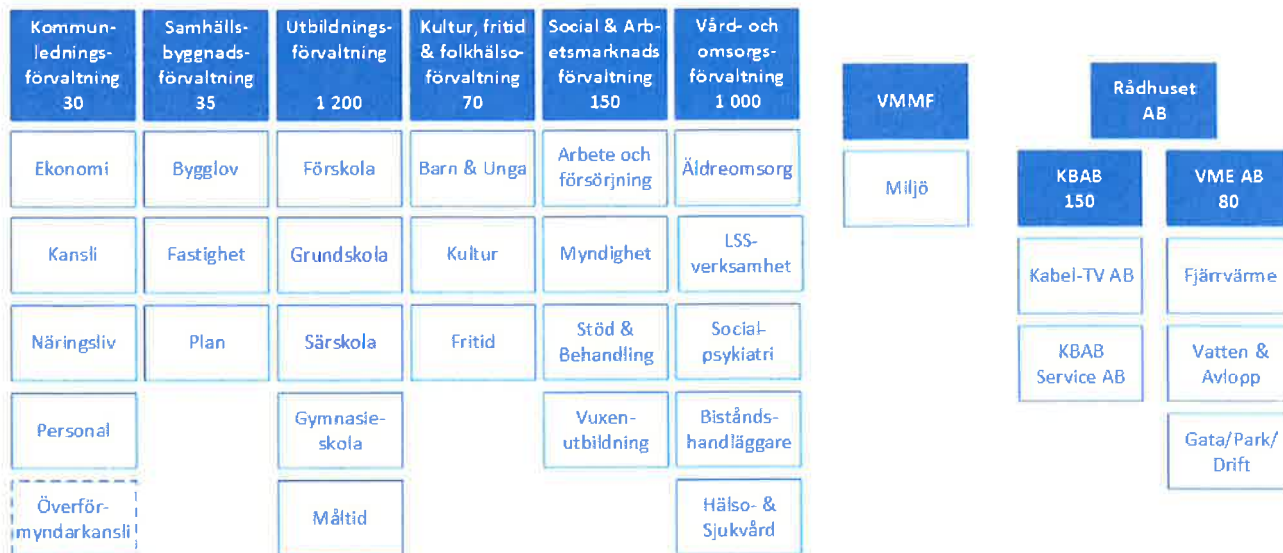 Kommun-
lednings-
förvaltning
30
Ekonomi
Kansli
Näringsliv
Personal
Överför-
myndarkansli
Samhälls-
byggnads-
förvaltning
35
Bygglov
Fastighet
Plan
Utbildnings-
förvaltning
1 200
Förskola
Grundskola
Särskola
Gymnasie-
skola
Måltid
Kultur, fritid
& folkhälso-
förvaltning
70
Barn & Unga
Kultur
Fritid
Social & Arb-
etsmarknads
förvaltning
150
Arbete och
försörjning
Myndighet
Stöd &
Behandling
Vuxen-
utbildning
Vård- och
omsorgs-
förvaltning
1 000
Äldreomsorg
LSS-
verksamhet
Social-
psykiatri
Bistånds-
handläggare
Hälso- &
Sjukvård
VMMF
Miljö
Rådhuset
AB
KBAB
150
Kabel-TV AB
KBAB
Service AB
VME AB
80
Fjärrvärme
Vatten &
Avlopp
Gata/Park/
Drift